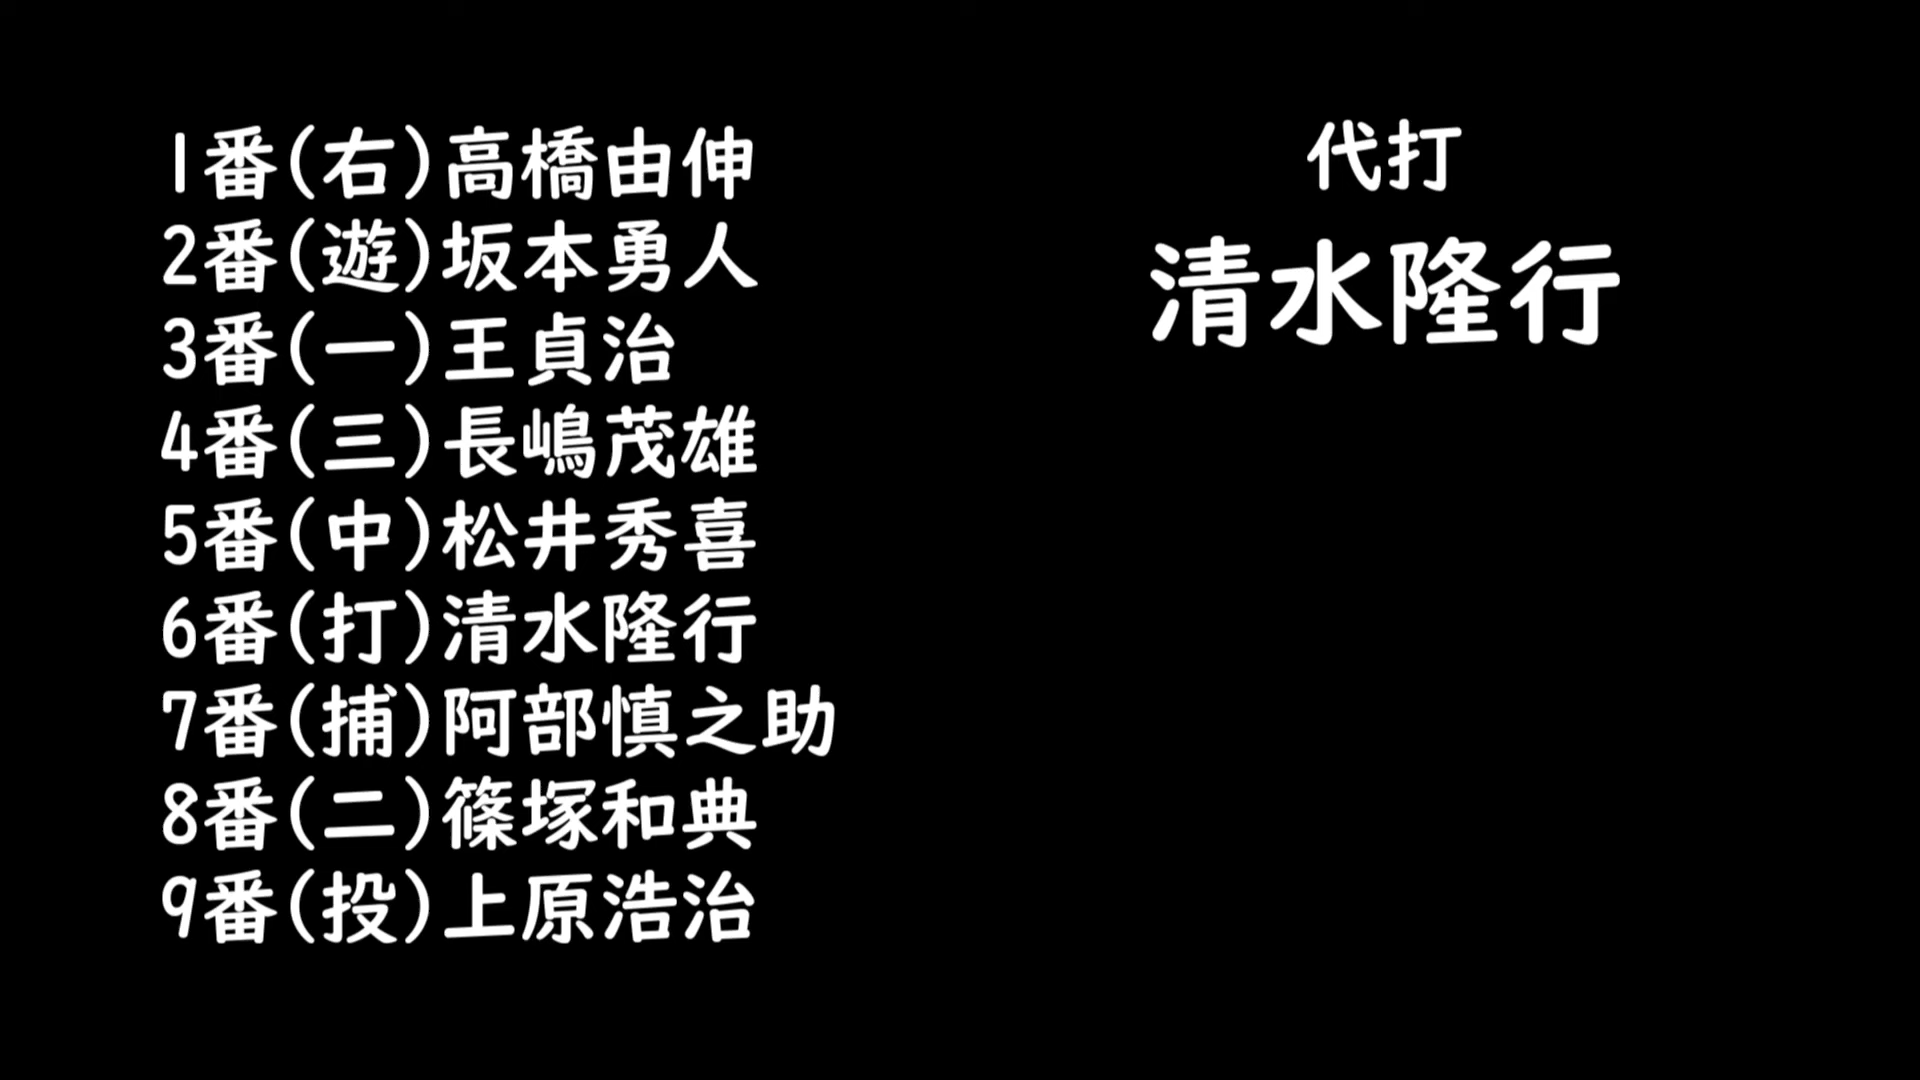 1番(右)高橋由伸
2番(遊)坂本勇人
3番(一)王貞治
4番(三)長嶋茂雄
5番(中)松井秀喜
6番(打)清水隆行
7番(捕)阿部慎之助
8番(二)篠塚和典
9番(投)上原浩治
代打
清水隆行